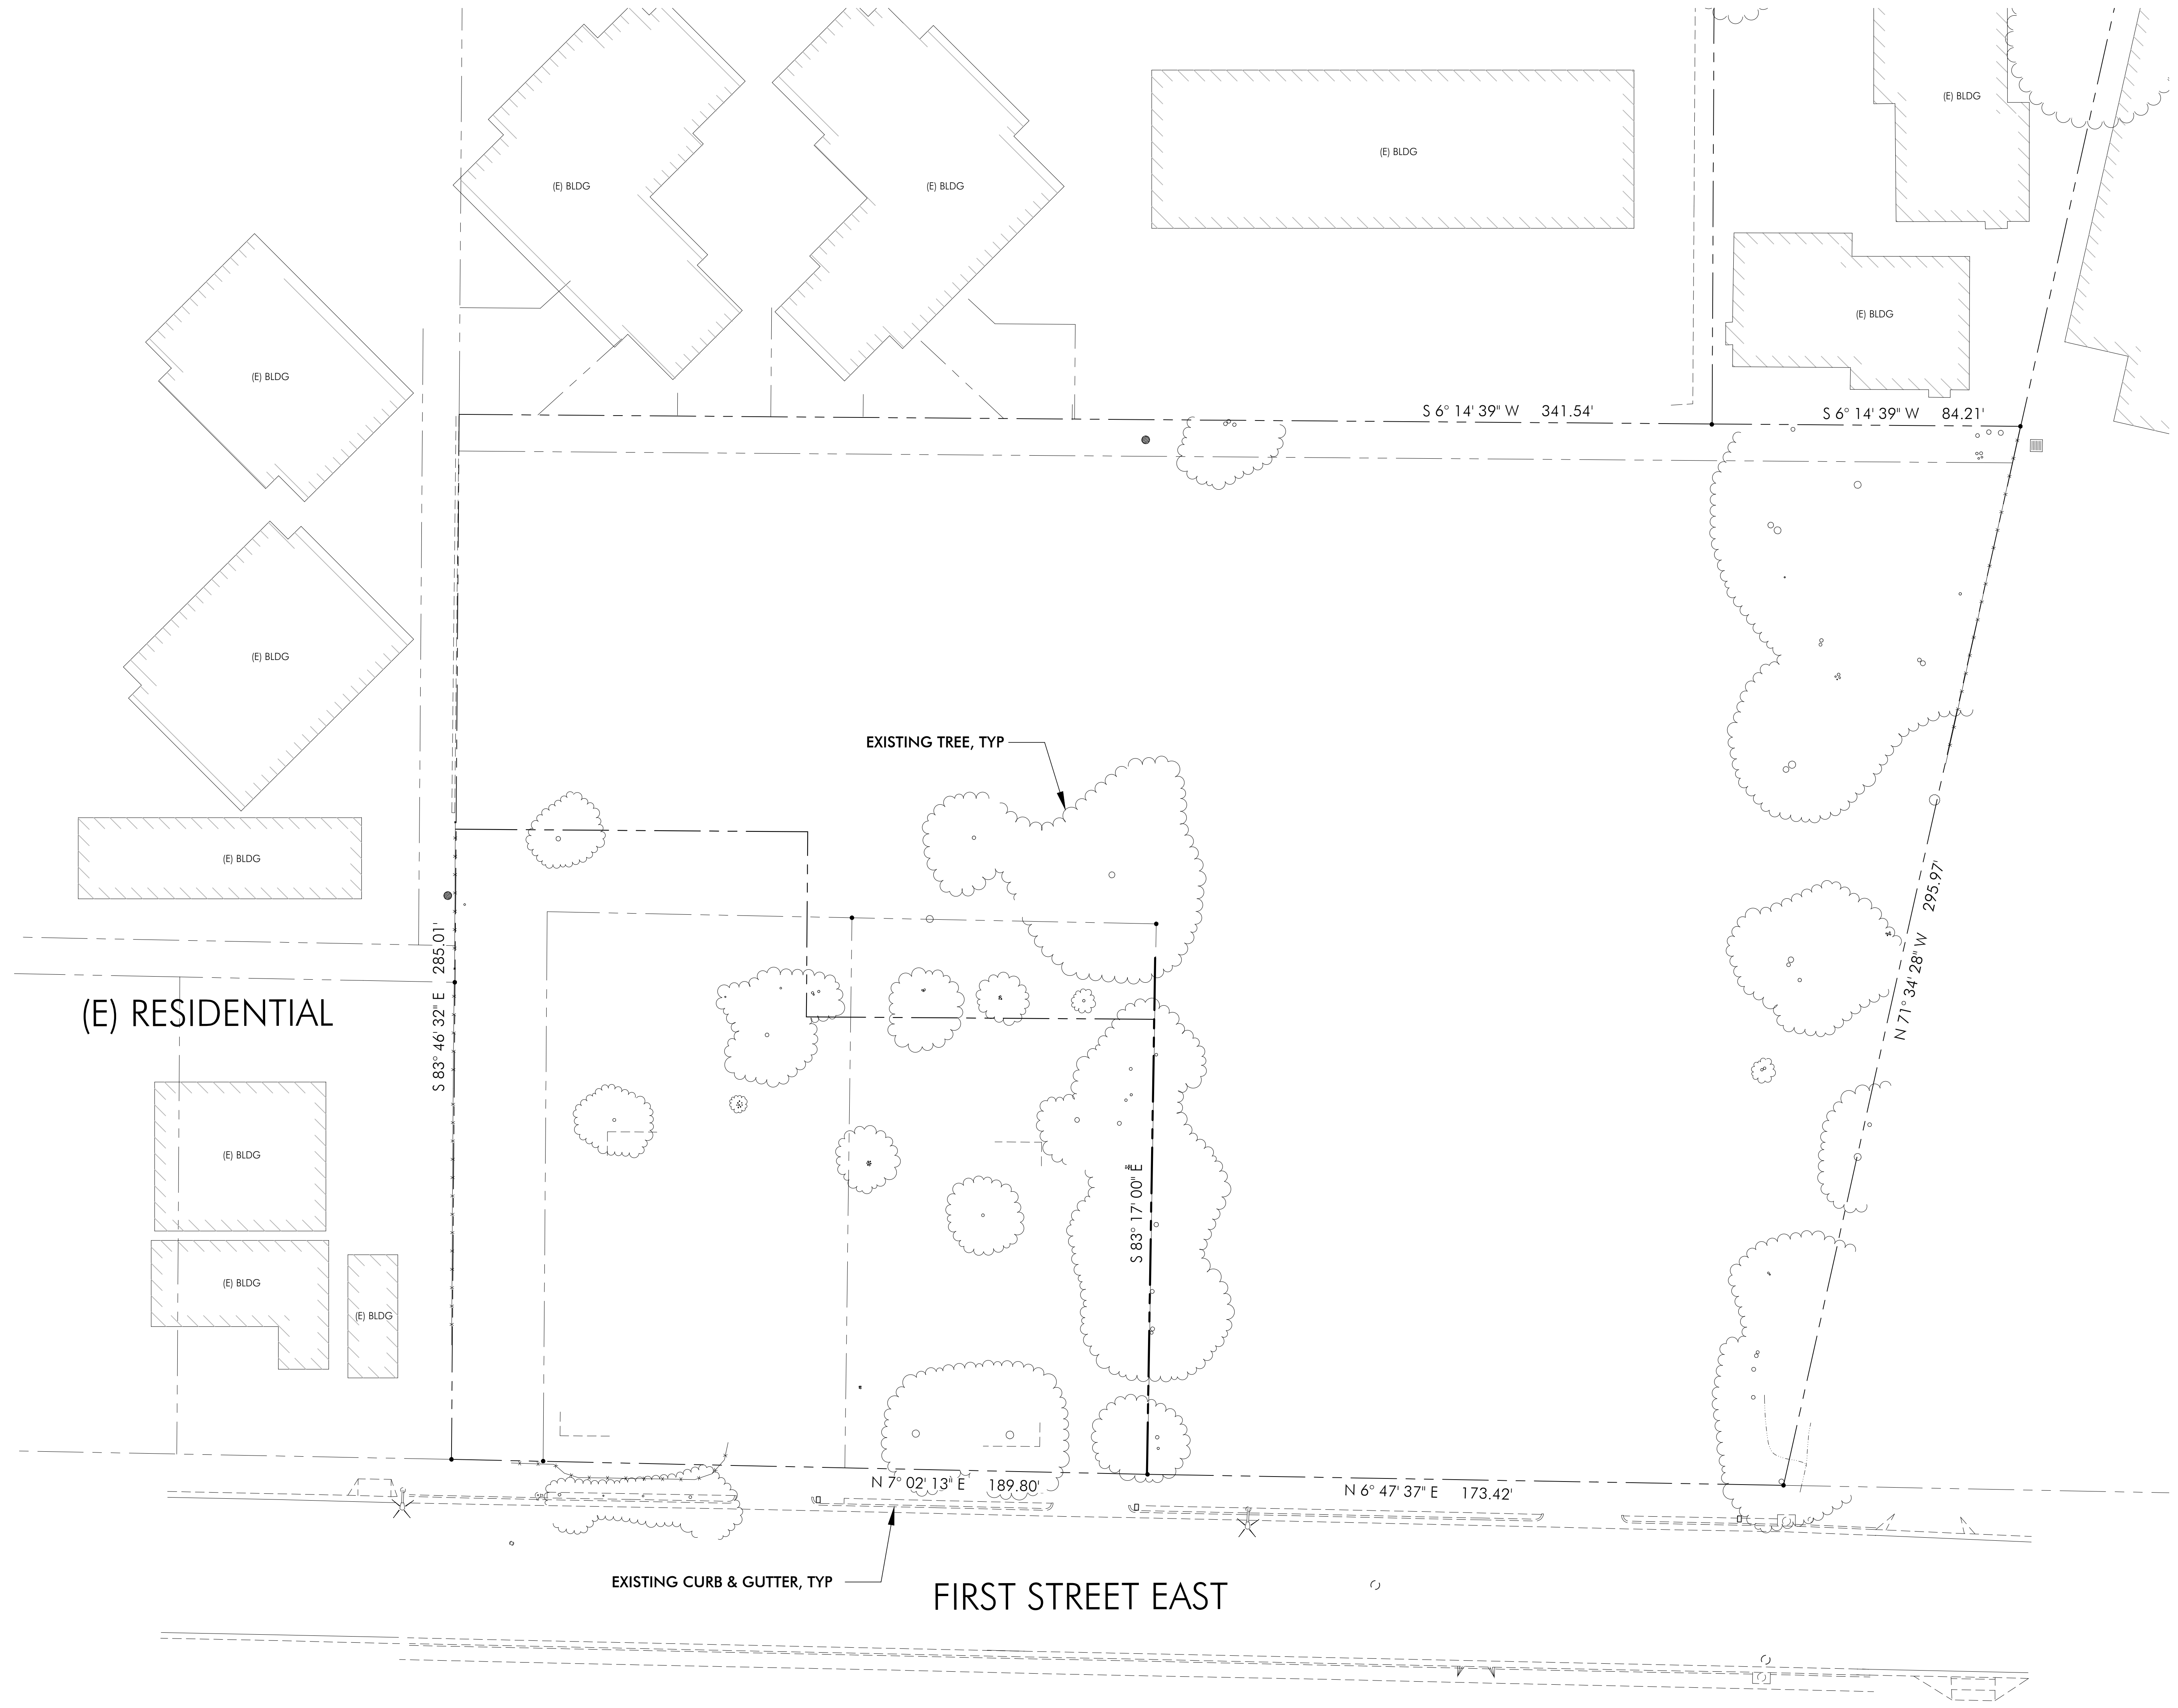 (E) BLDG
(E) BLDG
(E) BLDG
(E) BLDG
(E) BLDG
(E) BLDG
S 6° 14' 39" W 341.54'
S 6° 14' 39" W 84.21'
(E) BLDG
EXISTING TREE, TYP
(E) BLDG
S 83° 46' 32" E 285.01'
N 71° 34' 28" W 295.97'
(E) RESIDENTIAL
(E) BLDG
S 83° 17' 00" E
(E) BLDG
(E) BLDG
N 7° 02' 13" E 189.80'
N 6° 47' 37" E 173.42'
EXISTING CURB & GUTTER, TYP
FIRST STREET EAST